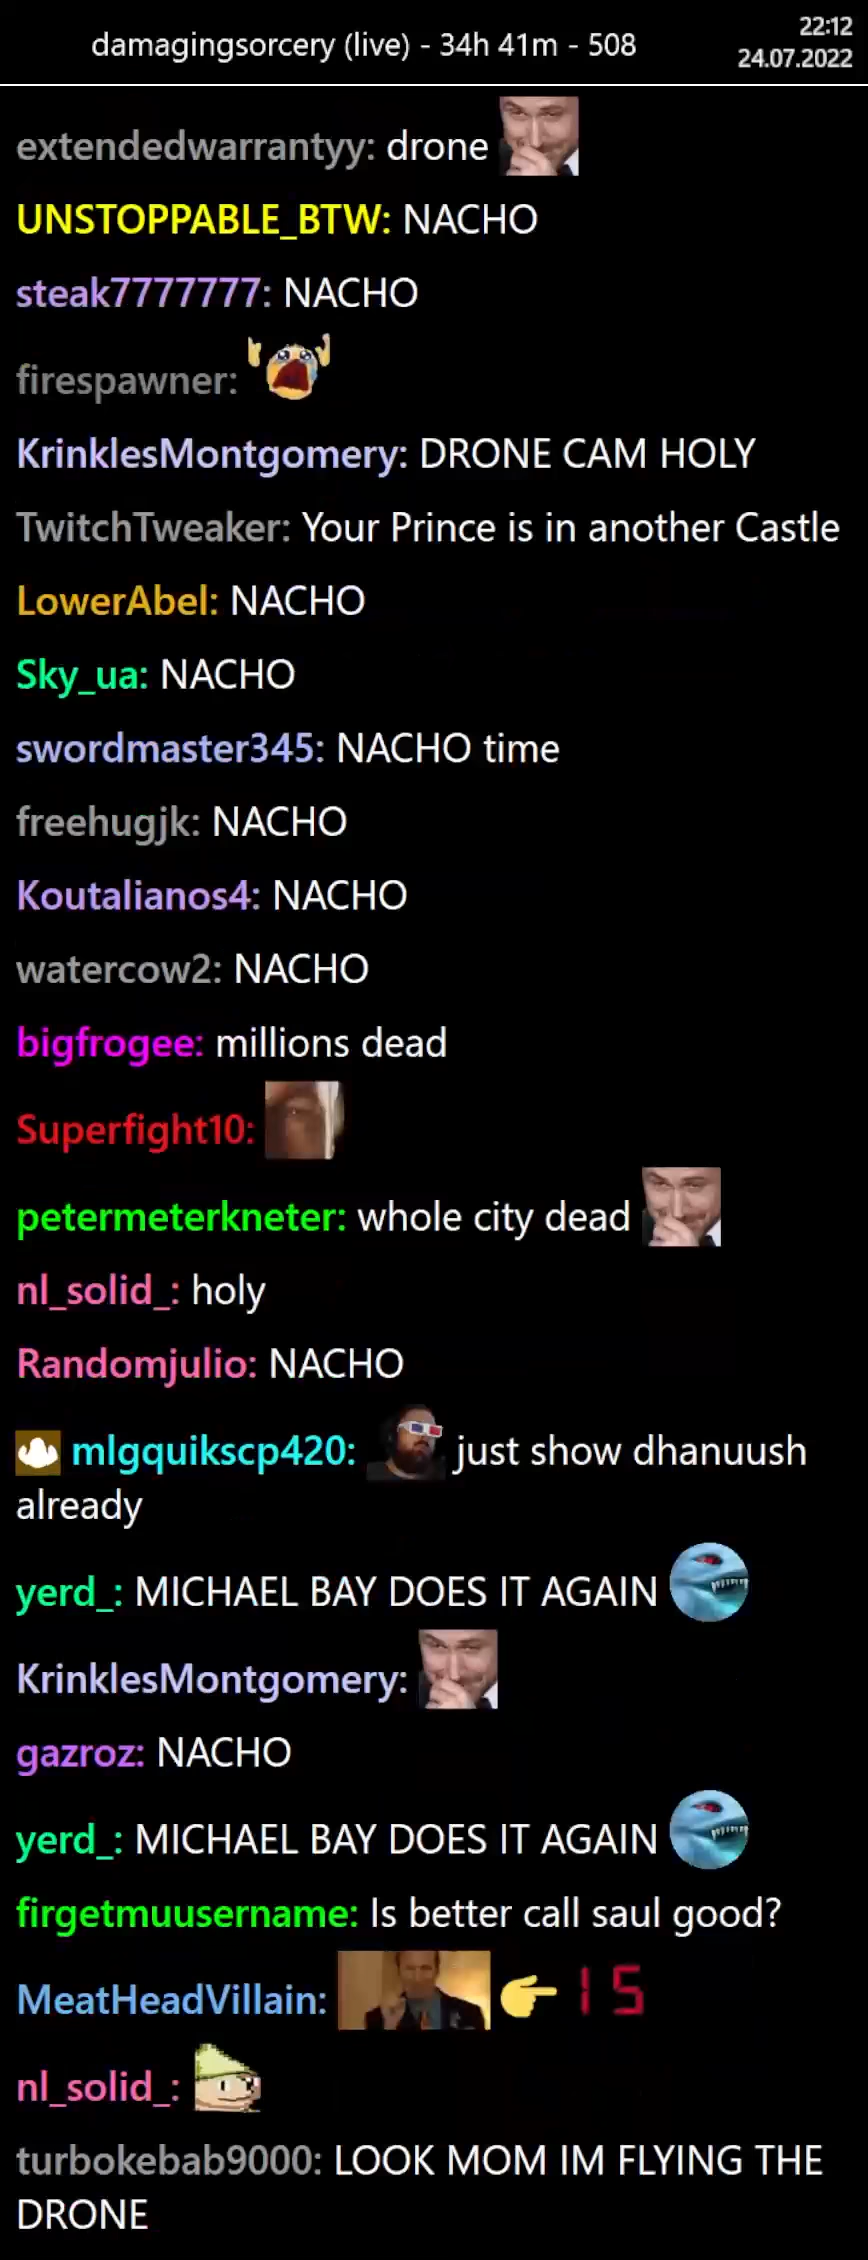 damagingsorcery (live) - 34h 41m - 508
22:12
24.07.2022
extendedwarrantyy: drone
UNSTOPPABLE_BTW: NACHO
steak7777777: NACHO
firespawner:
KrinklesMontgomery: DRONE CAM HOLY
TwitchTweaker: Your Prince is in another Castle
LowerAbel: NACHO
Sky_ua: NACHO
swordmaster345: NACHO time
freehugjk: NACHO
Koutalianos4: NACHO
watercow2: NACHO
bigfrogee: millions dead
Superfight10:
petermeterkneter: whole city dead
nl_solid_: holy
Randomjulio: NACHO
mlgquikscp420: just show dhanuush
already
yerd_: MICHAEL BAY DOES IT AGAIN
KrinklesMontgomery:
gazroz: NACHO
yerd_: MICHAEL BAY DOES IT AGAIN
firgetmuusername: Is better call saul good?
MeatHeadVillain: 15
nl_solid_:
turbokebab9000: LOOK MOM IM FLYING THE
DRONE